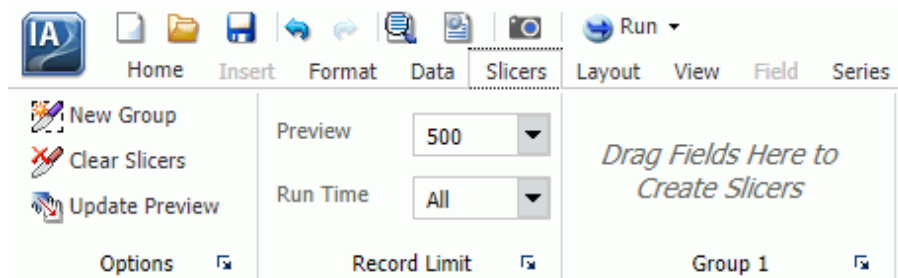 IA
Run
Home Insert Format Data Slicers Layout View Field Series
New Group
Clear Slicers
Update Preview
Options
Preview 500
Run Time All
Record Limit
Drag Fields Here to
Create Slicers
Group 1